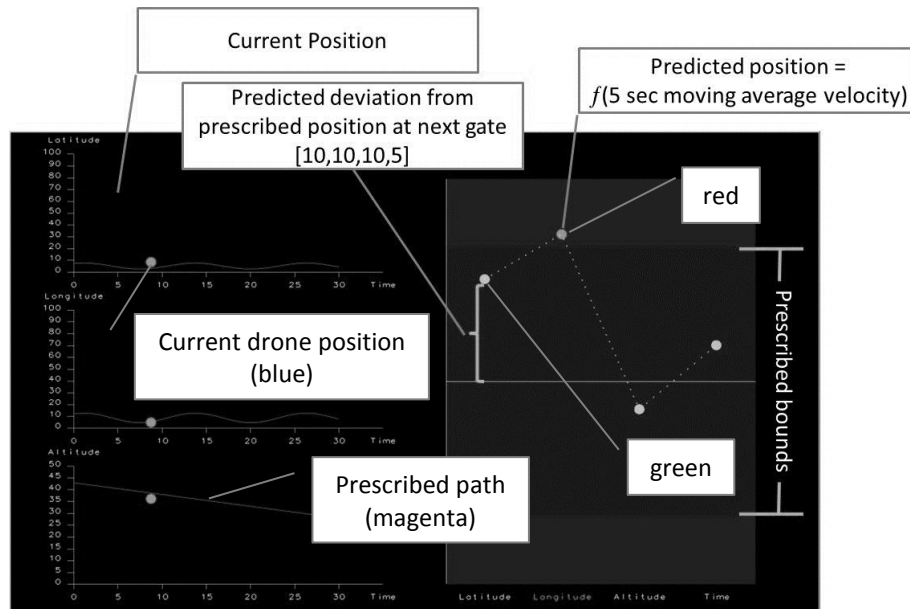 Current Position
Predicted position =
f(5 sec moving average velocity)
Predicted deviation from
prescribed position at next gate
[10,10,10,5]
red
Latitude
100
90
80
70
60
50
40
30
20
10
0
0 5 10 15 20 25 30 Time
Longitude
100
90
80
70
60
50
40
30
20
10
0
0 5 10 15 20 25 30 Time
Current drone position
(blue)
Altitude
50
45
40
35
30
25
20
15
10
5
0
0 5 10 15 20 25 30 Time
Prescribed path
(magenta)
green
Prescribed bounds
Latitude Longitude Altitude Time